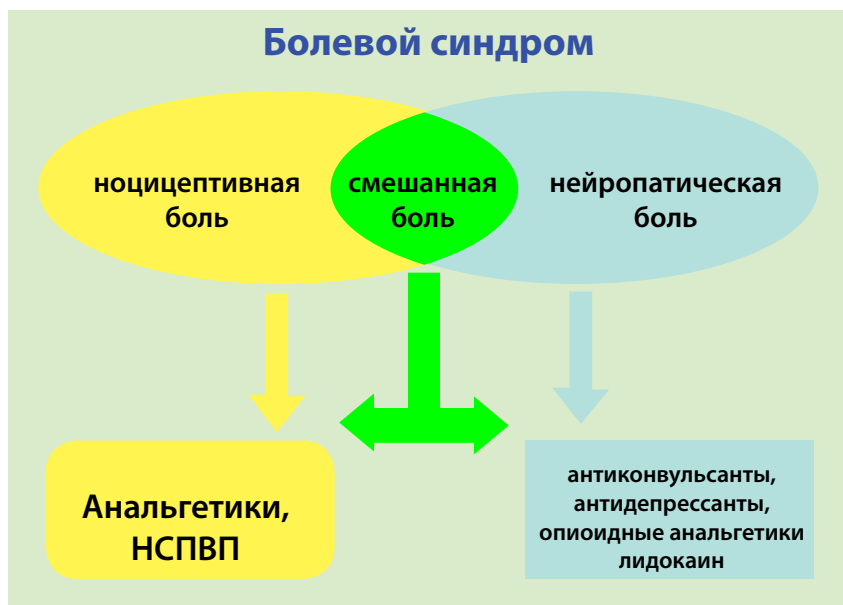 Болевой синдром
ноцицептивная
боль
смешанная
боль
нейропатическая
боль
Анальгетики,
НСПВП
антиконвульсанты,
антидепрессанты,
опиоидные анальгетики
лидокаин